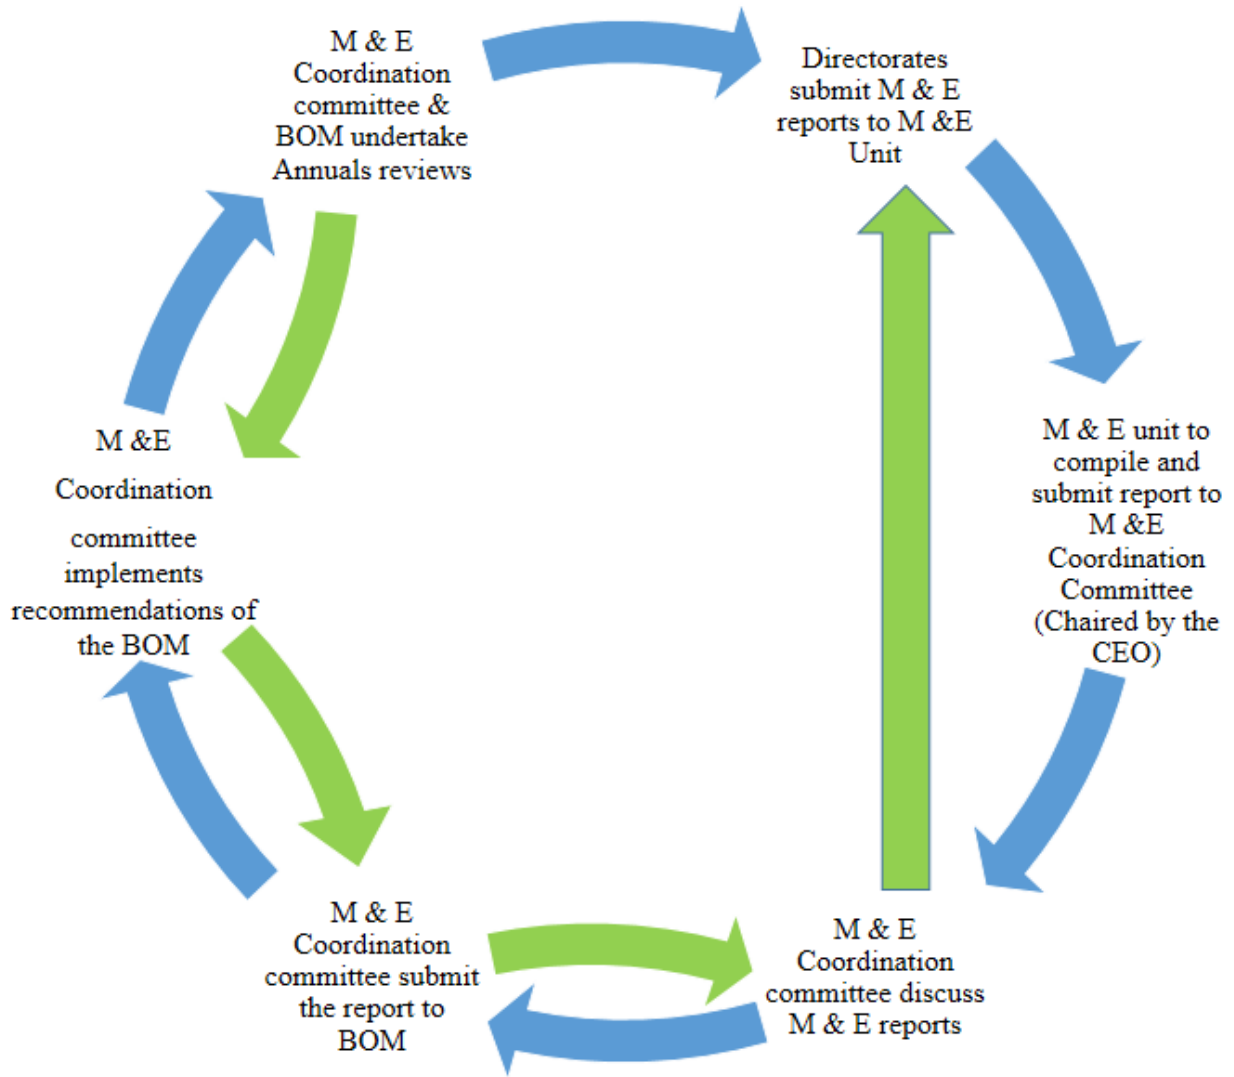 M & E
Coordination
committee &
BOM undertake
Annuals reviews
Directorates
submit M & E
reports to M &E
Unit
M & E unit to
compile and
submit report to
M &E
Coordination
Committee
(Chaired by the
CEO)
M & E
Coordination
committee discuss
M & E reports
M & E
Coordination
committee submit
the report to
BOM
M &E
Coordination
committee
implements
recommendations of
the BOM